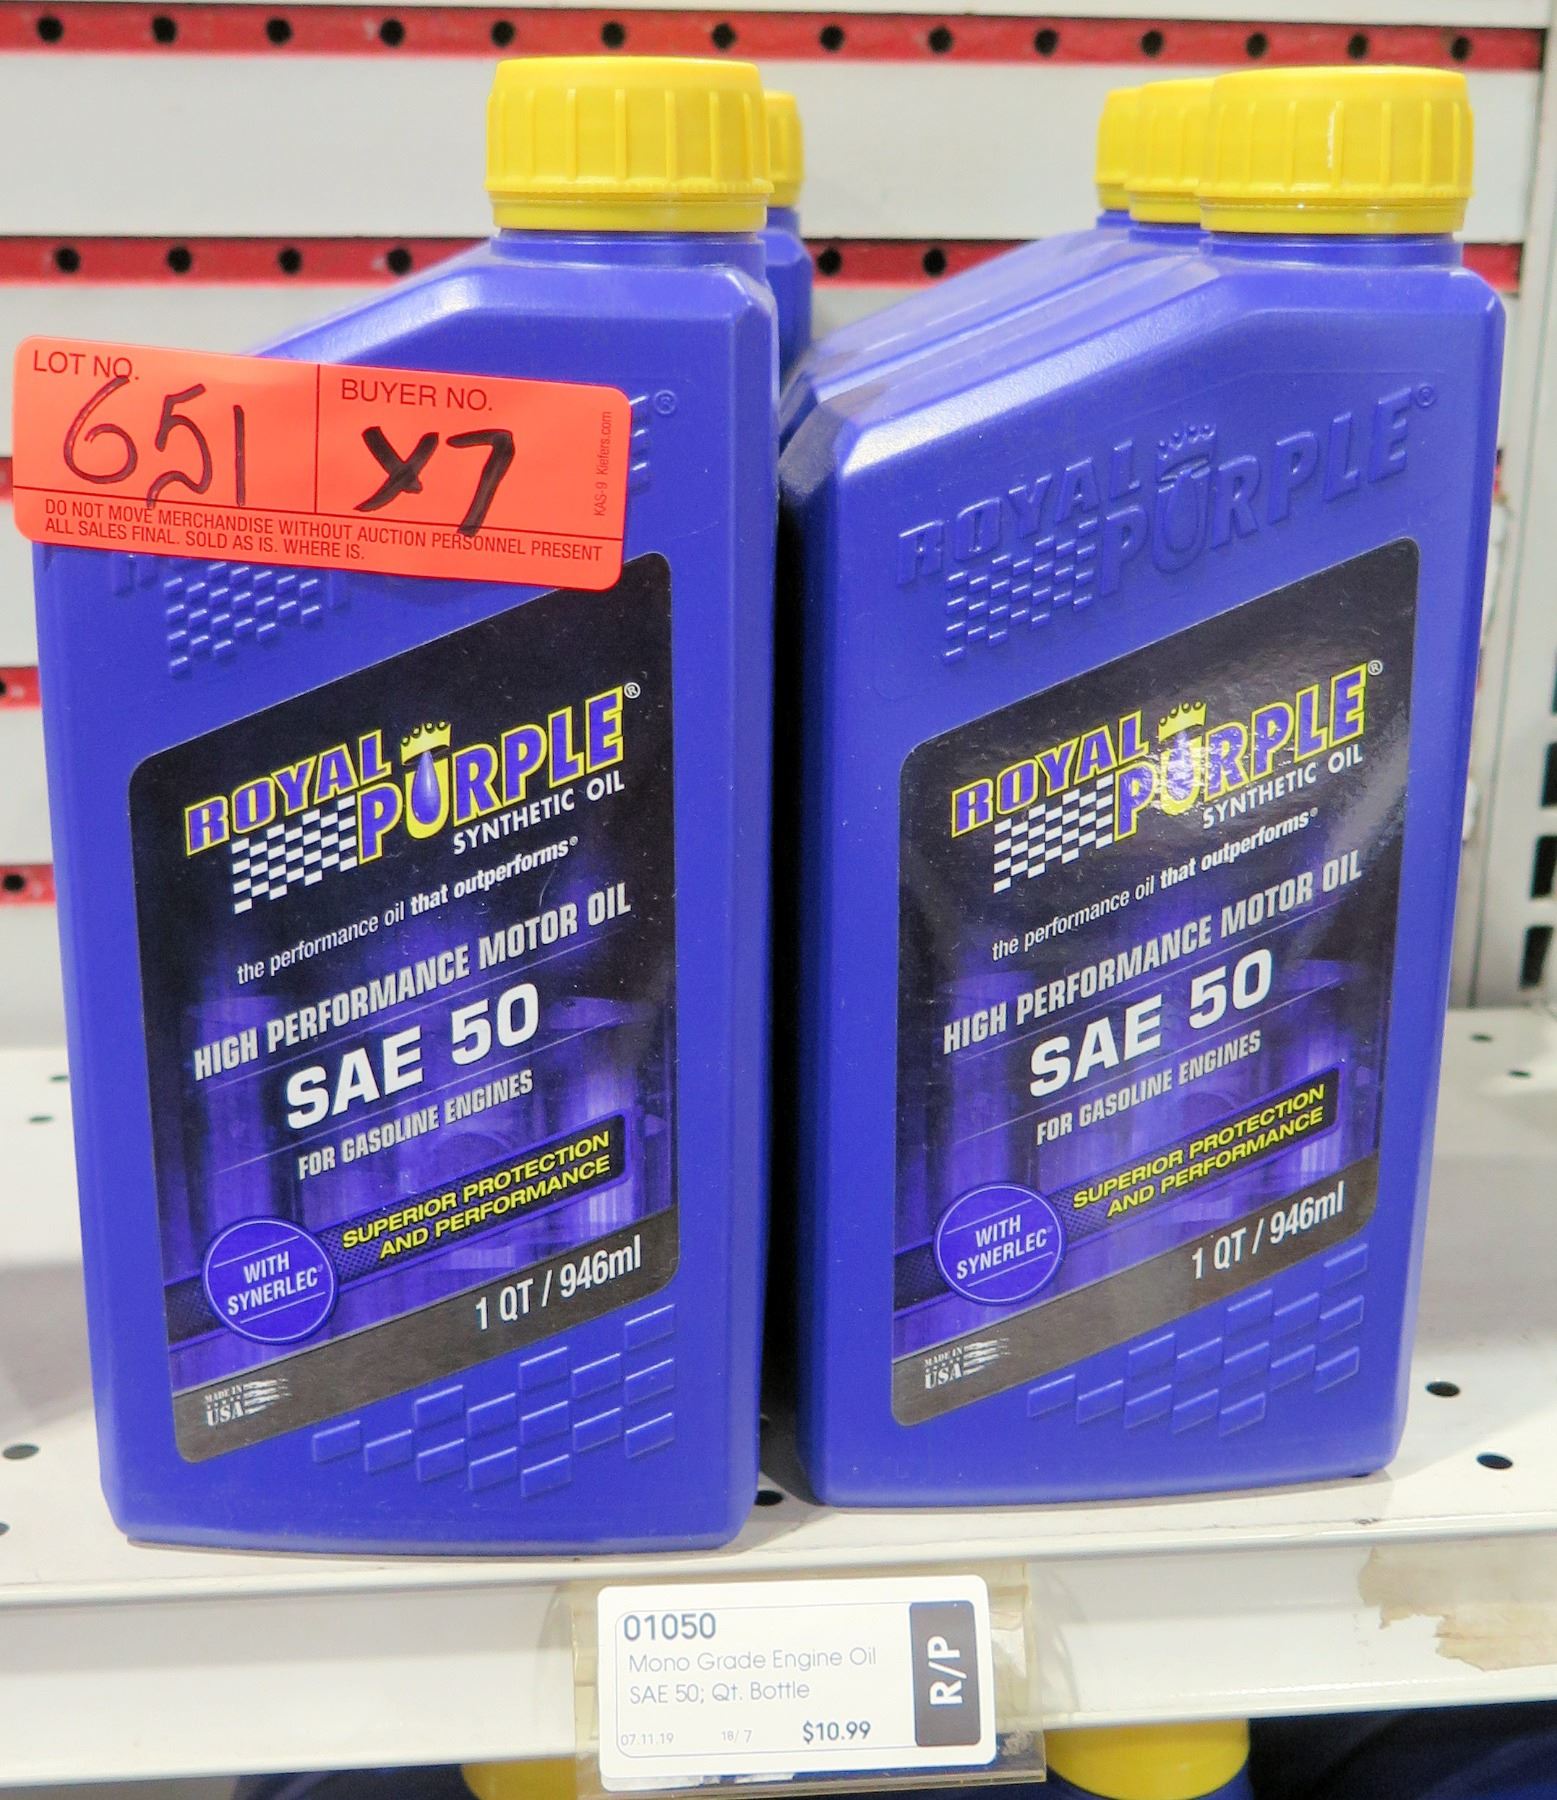 LOT NO.
651
BUYER NO.
X7
DO NOT MOVE MERCHANDISE WITHOUT AUCTION PERSONNEL PRESENT
ALL SALES FINAL. SOLD AS IS. WHERE IS.
KAS-9 Kiefers.com
ROYAL
PURPLE®
SYNTHETIC OIL
the performance oil that outperforms®
HIGH PERFORMANCE MOTOR OIL
SAE 50
FOR GASOLINE ENGINES
SUPERIOR PROTECTION
AND PERFORMANCE
WITH
SYNERLEC®
1 QT / 946ml
MADE IN
USA
ROYAL
PURPLE®
ROYAL
PURPLE®
SYNTHETIC OIL
the performance oil that outperforms®
HIGH PERFORMANCE MOTOR OIL
SAE 50
FOR GASOLINE ENGINES
SUPERIOR PROTECTION
AND PERFORMANCE
WITH
SYNERLEC®
1 QT / 946ml
MADE IN
USA
01050
Mono Grade Engine Oil
SAE 50; Qt. Bottle
07.11.19 18/7 $10.99
R/P